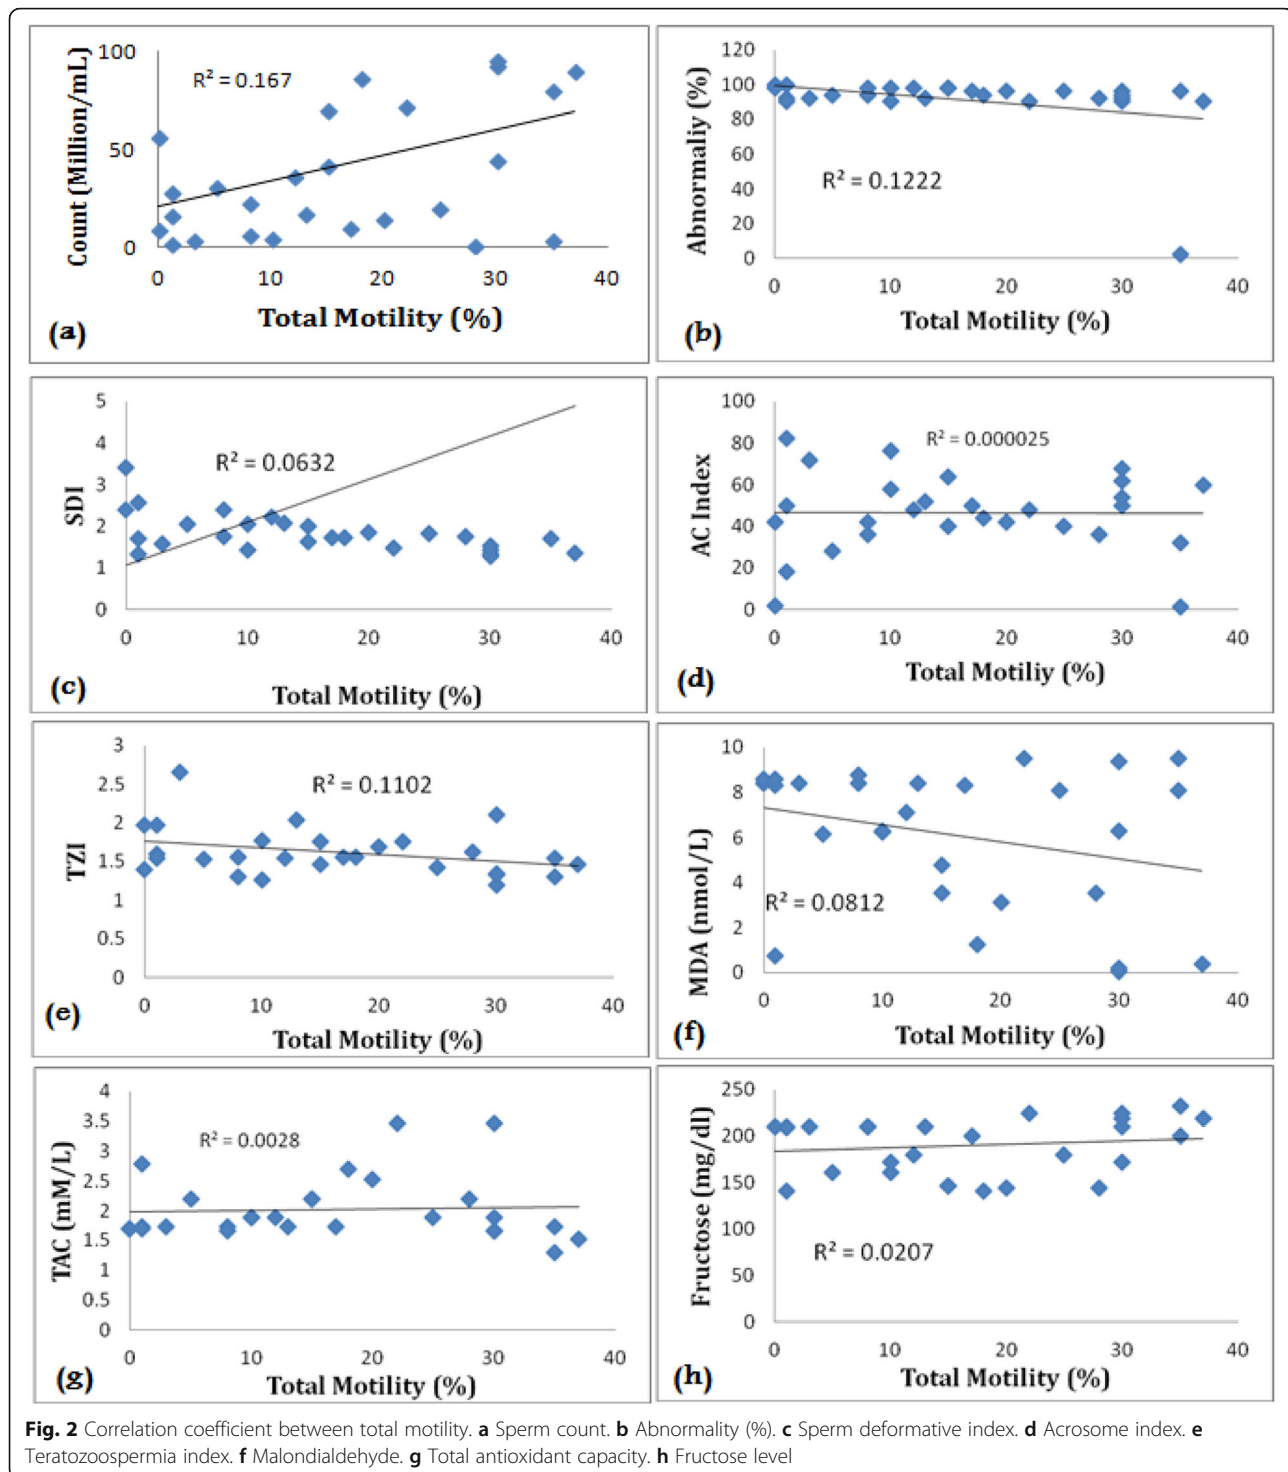 100
50
0
Count (Million/mL)
R² = 0.167
0 10 20 30 40
Total Motility (%)
(a)
120
100
80
60
40
20
0
Abnormaliy (%)
R² = 0.1222
0 10 20 30 40
Total Motility (%)
(b)
5
4
3
2
1
0
SDI
R² = 0.0632
0 10 20 30 40
Total Motility (%)
(c)
100
80
60
40
20
0
AC Index
R² = 0.000025
0 10 20 30 40
Total Motiliy (%)
(d)
3
2.5
2
1.5
1
0.5
0
TZI
R² = 0.1102
0 10 20 30 40
Total Motility (%)
(e)
10
8
6
4
2
0
MDA (nmol/L)
R² = 0.0812
0 10 20 30 40
Total Motility (%)
(f)
4
3.5
3
2.5
2
1.5
1
0.5
0
TAC (mM/L)
R² = 0.0028
0 10 20 30 40
Total Motility (%)
(g)
250
200
150
100
50
0
Fructose (mg/dl)
R² = 0.0207
0 10 20 30 40
Total Motility (%)
(h)
Fig. 2 Correlation coefficient between total motility. a Sperm count. b Abnormality (%). c Sperm deformative index. d Acrosome index. e
Teratozoospermia index. f Malondialdehyde. g Total antioxidant capacity. h Fructose level